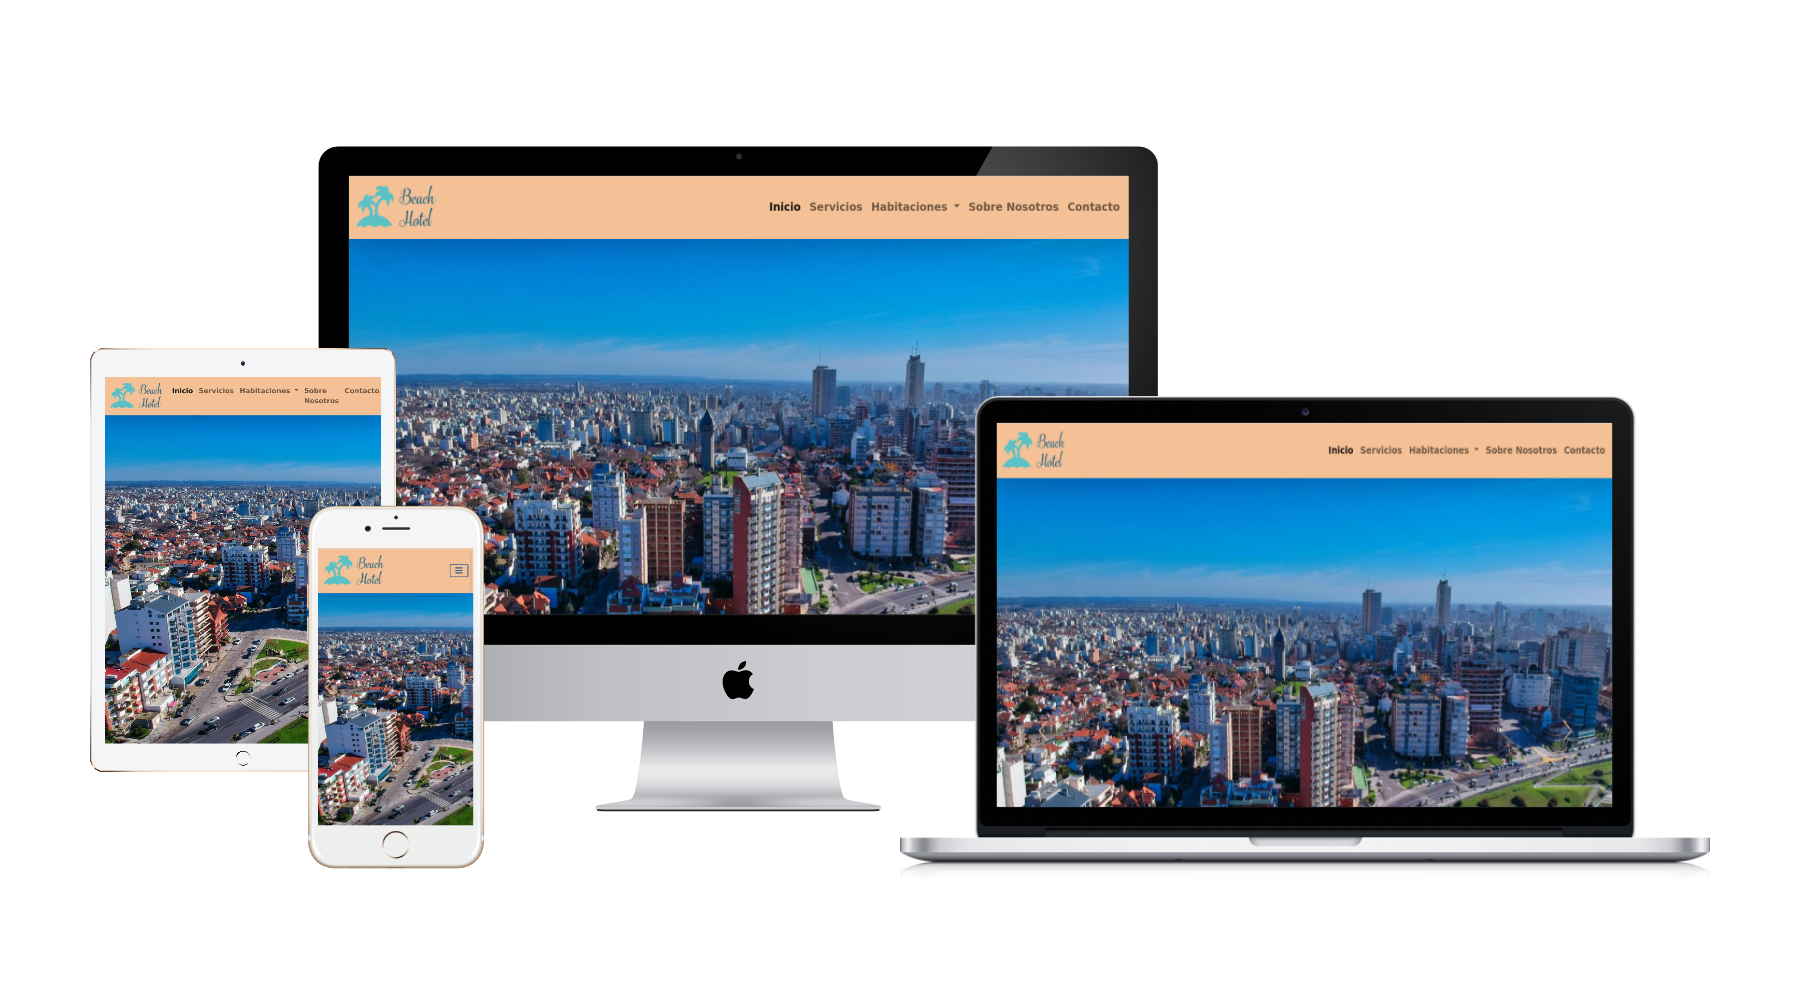 Beach
Hotel
Inicio Servicios Habitaciones Sobre Nosotros Contacto
Beach
Hotel
Inicio Servicios Habitaciones Sobre
Nosotros
Contacto
Beach
Hotel
Beach
Hotel
Inicio Servicios Habitaciones Sobre Nosotros Contacto